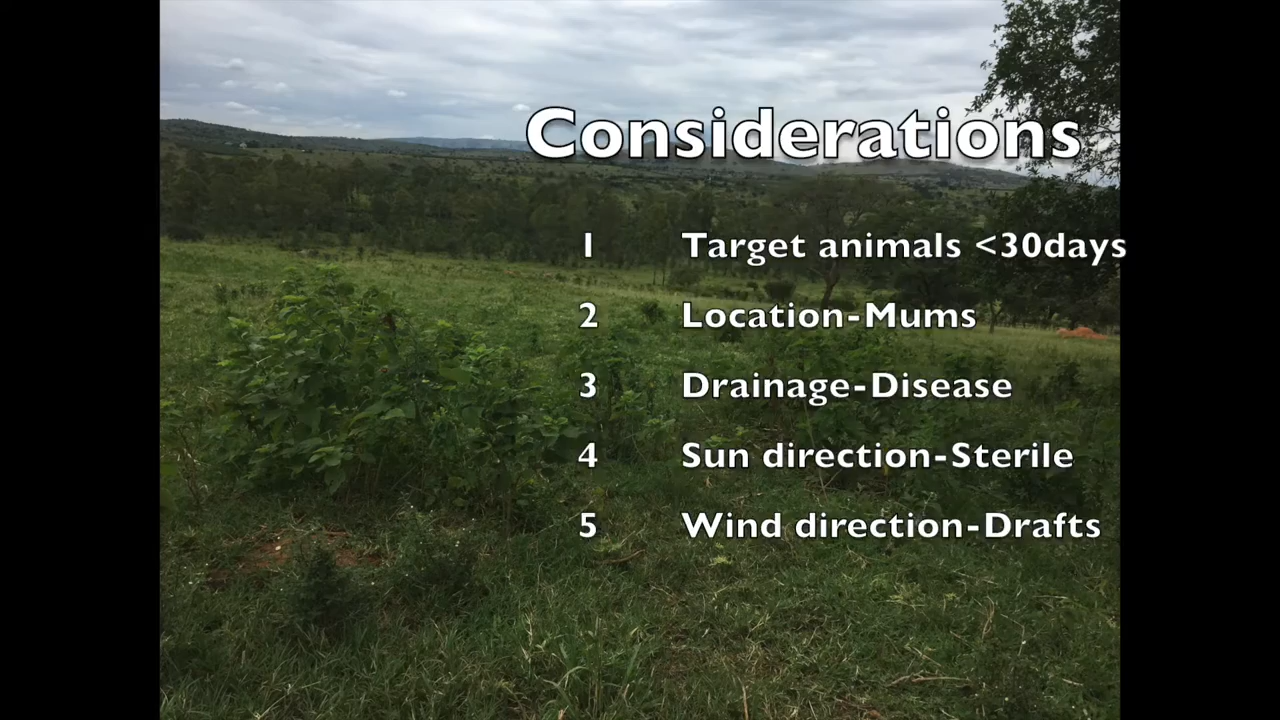 Considerations
1 Target animals <30days
2 Location-Mums
3 Drainage-Disease
4 Sun direction-Sterile
5 Wind direction-Drafts